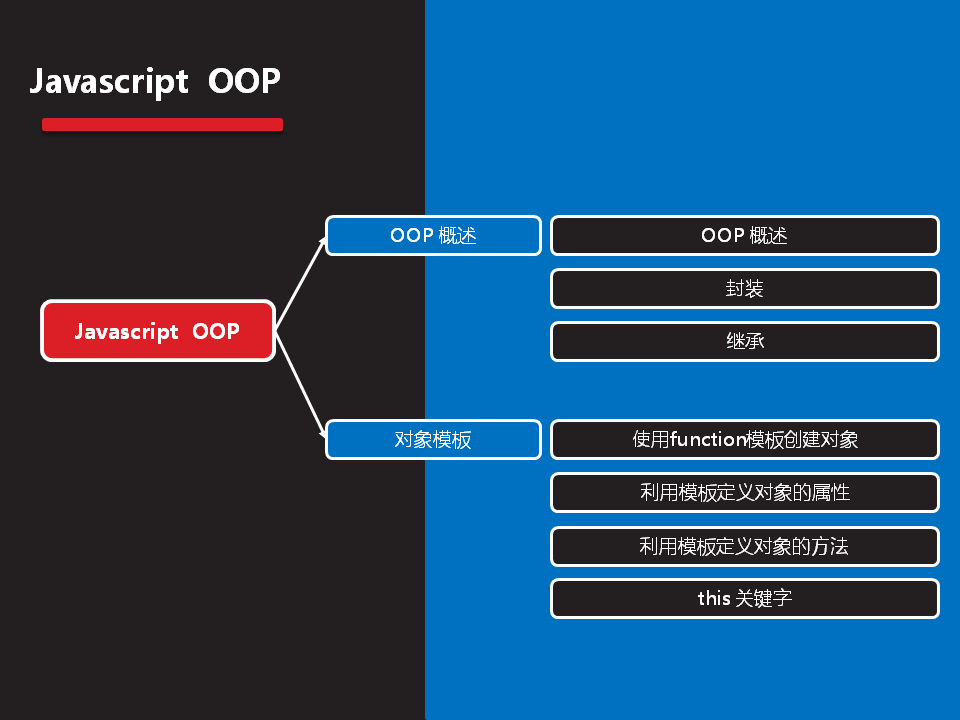 Javascript OOP
Javascript OOP
OOP 概述
OOP 概述
封装
继承
对象模板
使用function模板创建对象
利用模板定义对象的属性
利用模板定义对象的方法
this 关键字